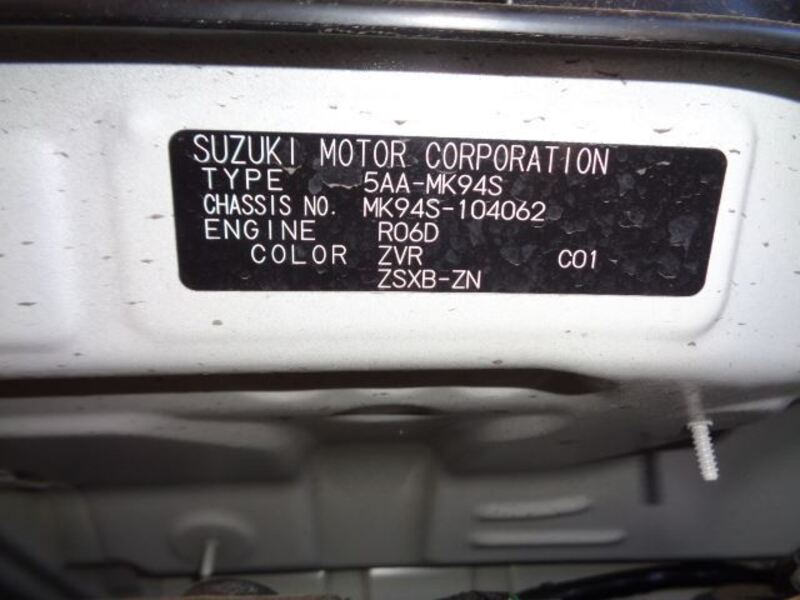 SUZUKI MOTOR CORPORATION
TYPE 5AA-MK94S
CHASSIS NO. MK94S-104062
ENGINE R06D
COLOR ZVR C01
ZSXB-ZN